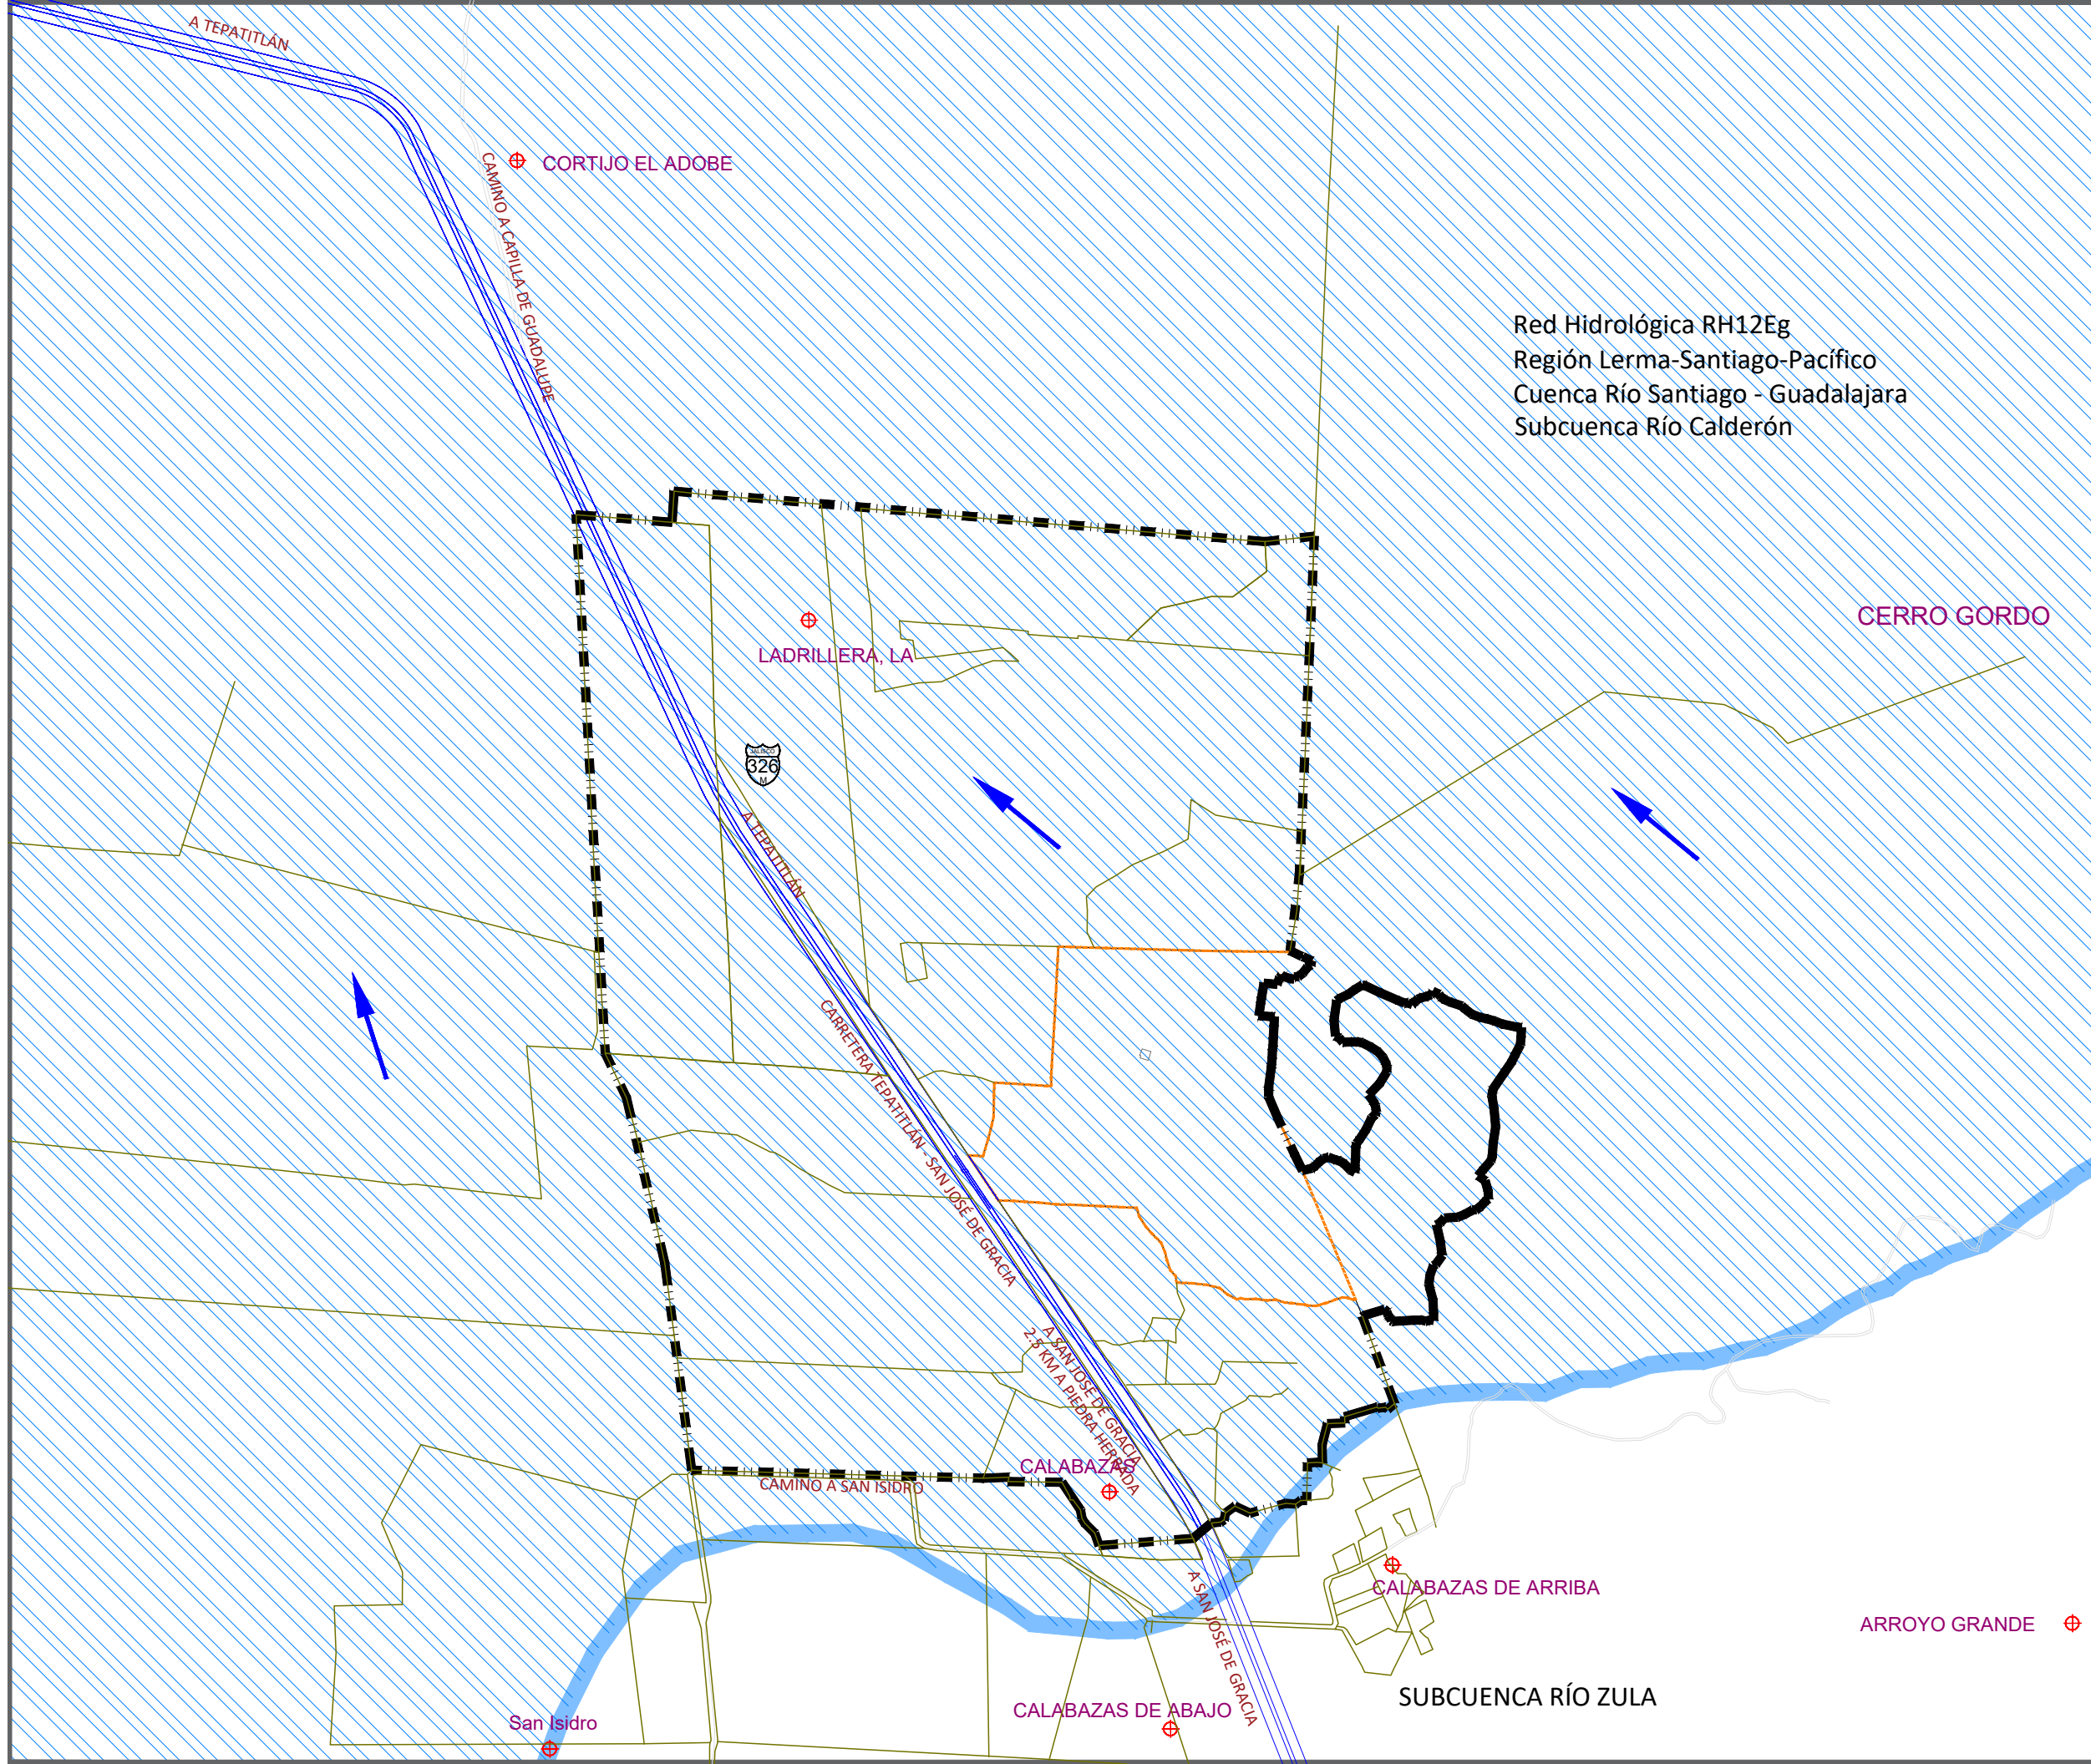 A TEPATITLÁN
CORTIJO EL ADOBE
CAMINO A CAPILLA DE GUADALUPE
Red Hidrológica RH12Eg
Región Lerma-Santiago-Pacífico
Cuenca Río Santiago - Guadalajara
Subcuenca Río Calderón
CERRO GORDO
LADRILLERA, LA
JALISCO
326
M
A TEPATITLÁN
CARRETERA TEPATITLÁN - SAN JOSÉ DE GRACIA
A SAN JOSÉ DE GRACIA
2.5 KM A PIEDRA HERRADA
CALABAZAS
CAMINO A SAN ISIDRO
CALABAZAS DE ARRIBA
A SAN JOSÉ DE GRACIA
ARROYO GRANDE
SUBCUENCA RÍO ZULA
CALABAZAS DE ABAJO
San Isidro